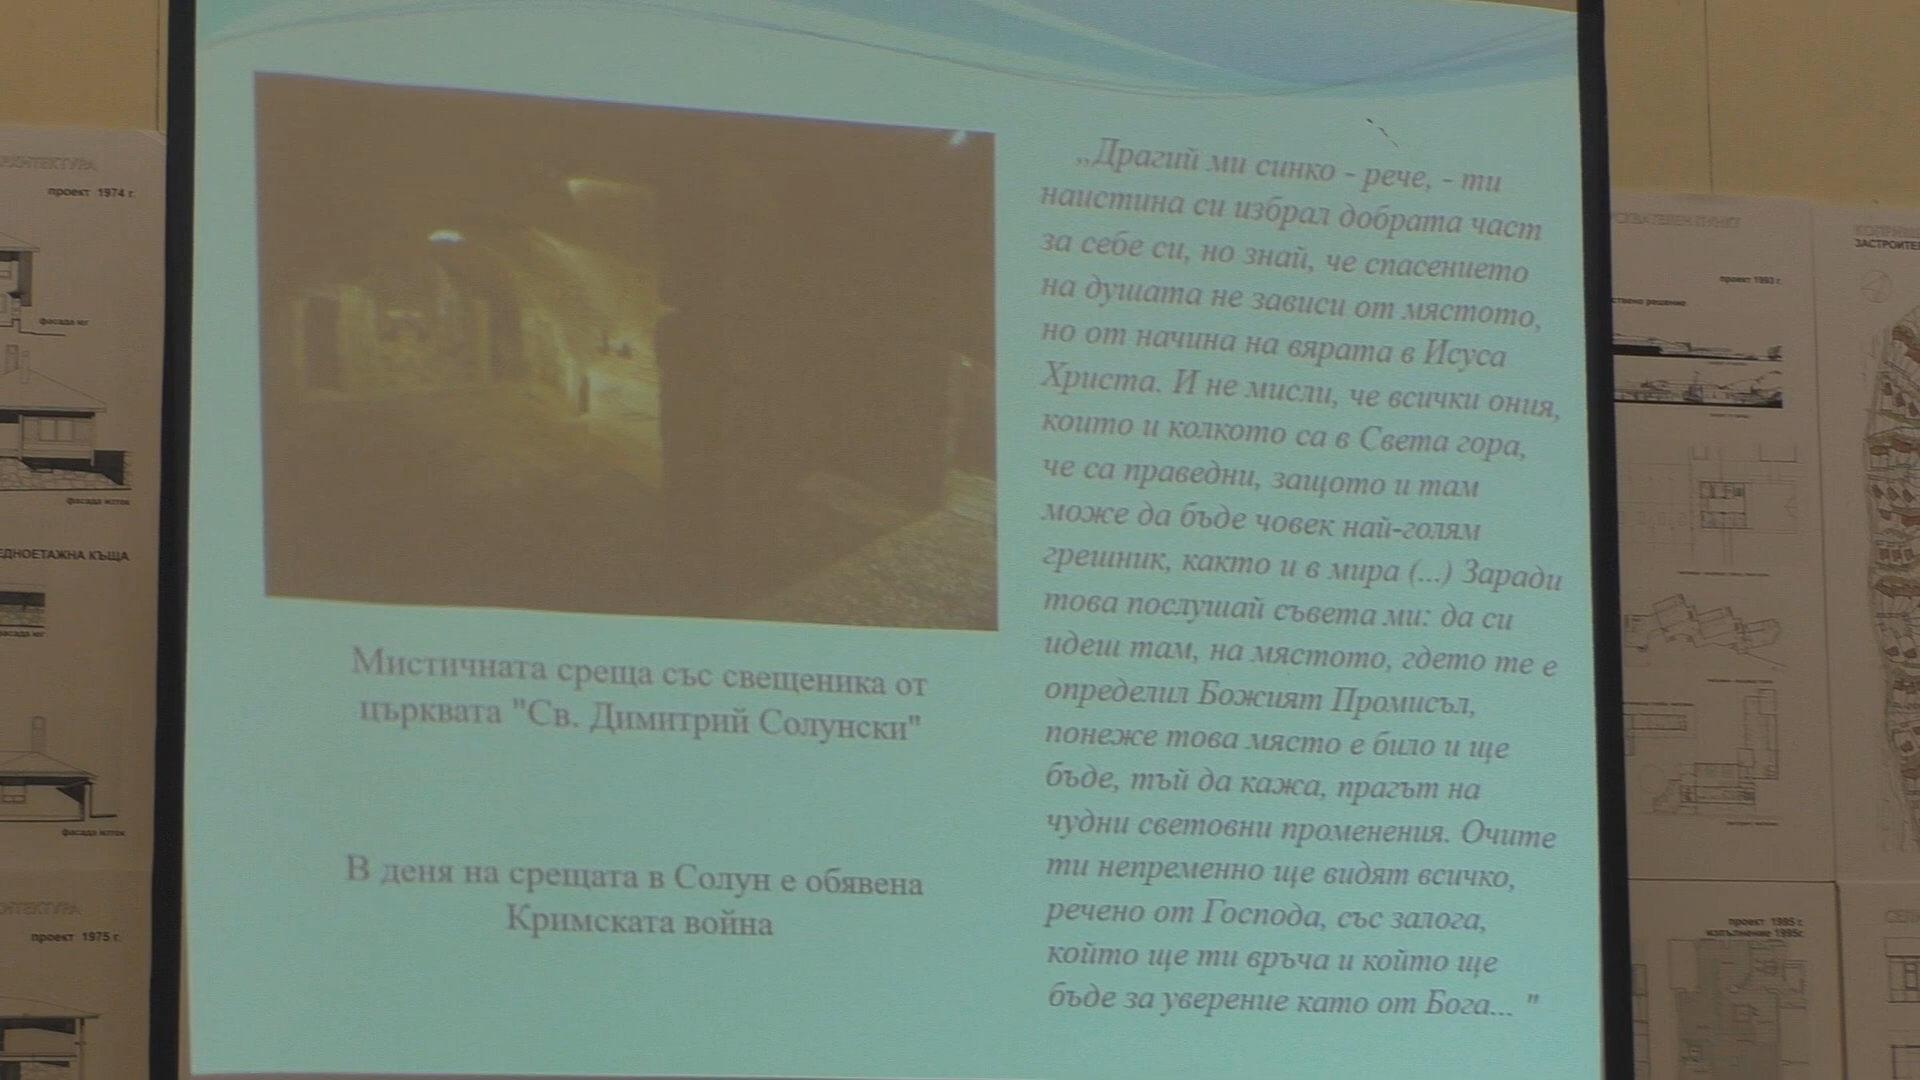 Мистичната среща със свещеника от
църквата "Св. Димитрий Солунски"
В деня на срещата в Солун е обявена
Кримската война
„Драгий ми синко - рече, - ти
наистина си избрал добрата част
за себе си, но знай, че спасението
на душата не зависи от мястото,
но от начина на вярата в Исуса
Христа. И не мисли, че всички ония,
които и колкото са в Света гора,
че са праведни, защото и там
може да бъде човек най-голям
грешник, както и в мира (...) Заради
това послушай съвета ми: да си
идеш там, на мястото, гдето те е
определил Божият Промисъл,
понеже това място е било и ще
бъде, тъй да кажа, прагът на
чудни световни променения. Очите
ти непременно ще видят всичко,
речено от Господа, със залога,
който ще ти връча и който ще
бъде за уверение като от Бога... "
проект 1974 г.
фасада юг
фасада изток
ЕДНОЕТАЖНА КЪЩА
фасада юг
фасада изток
проект 1975 г.
проект 1993 г.
решение
проект 1995 г.
изпълнение 1995г.